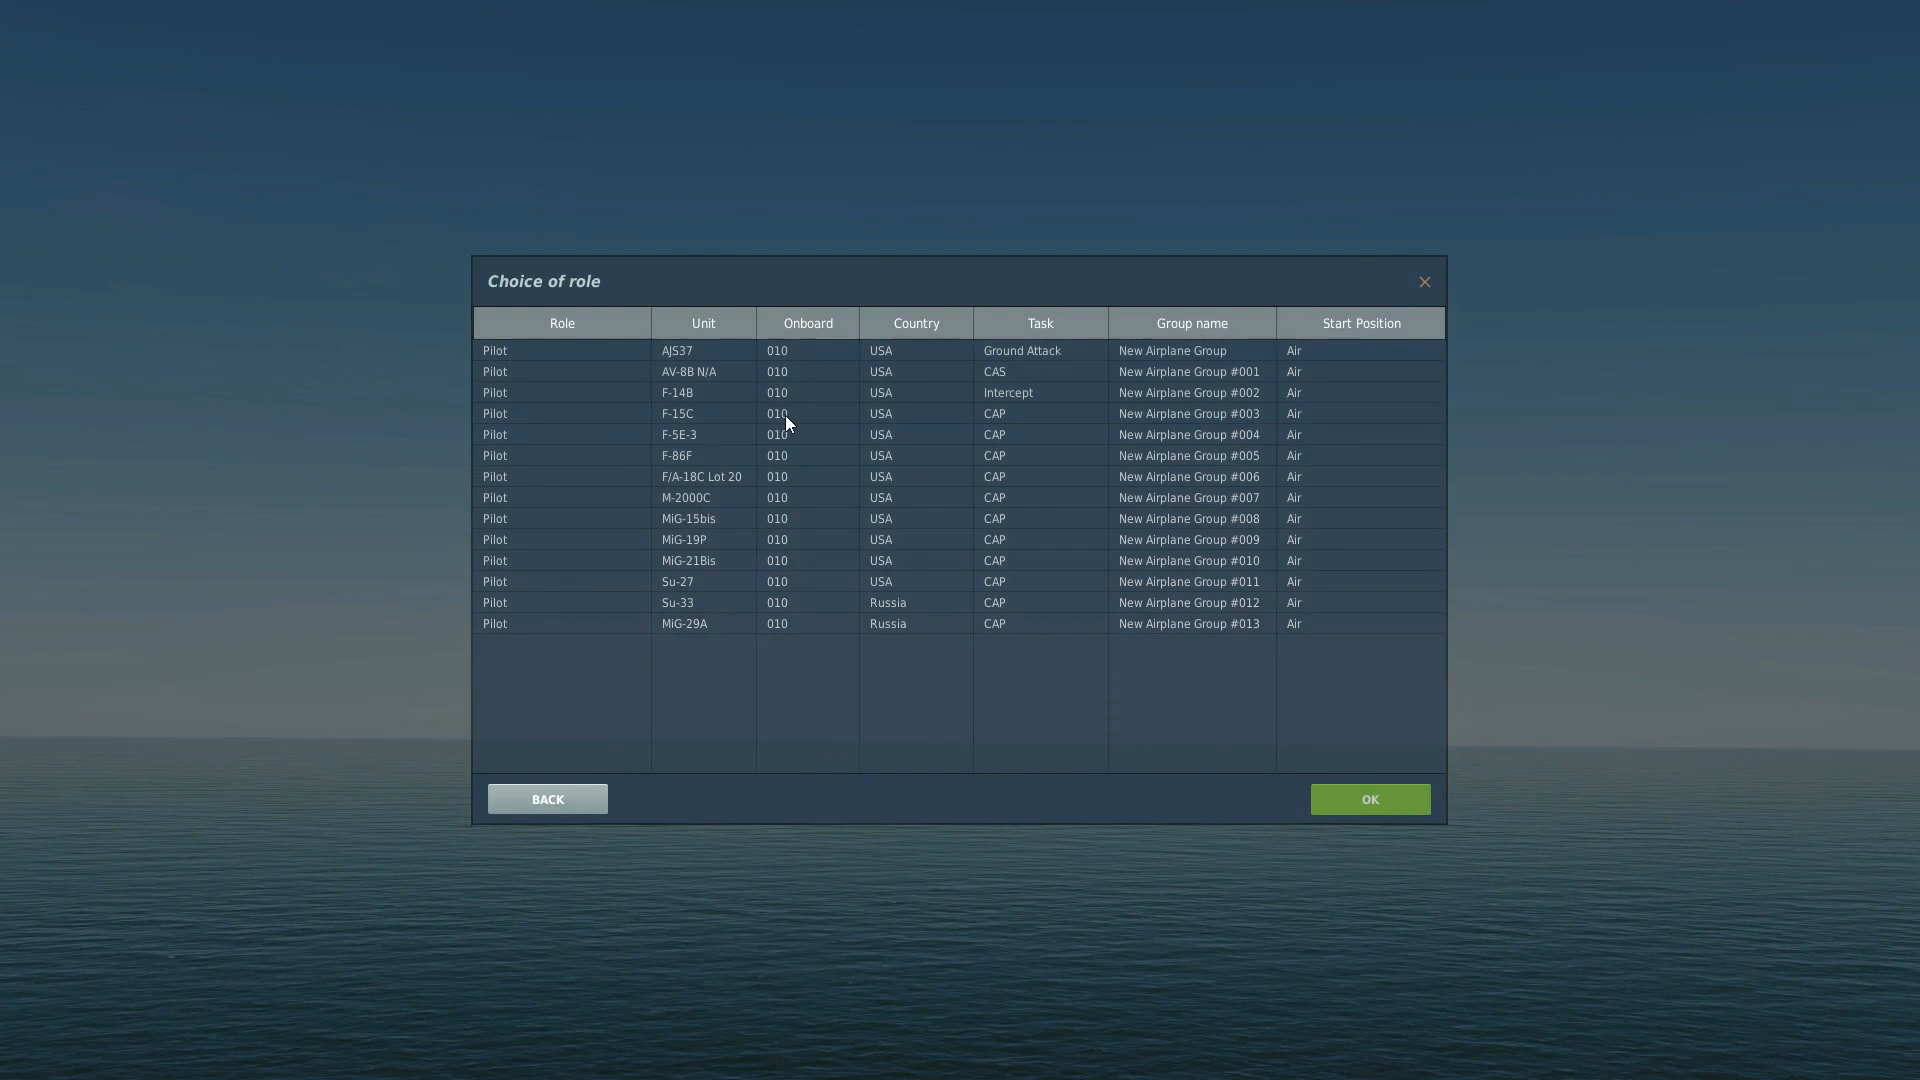 Choice of role
Role Unit Onboard Country Task Group name Start Position
Pilot AJS37 010 USA Ground Attack New Airplane Group Air
Pilot AV-8B N/A 010 USA CAS New Airplane Group #001 Air
Pilot F-14B 010 USA Intercept New Airplane Group #002 Air
Pilot F-15C 010 USA CAP New Airplane Group #003 Air
Pilot F-5E-3 010 USA CAP New Airplane Group #004 Air
Pilot F-86F 010 USA CAP New Airplane Group #005 Air
Pilot F/A-18C Lot 20 010 USA CAP New Airplane Group #006 Air
Pilot M-2000C 010 USA CAP New Airplane Group #007 Air
Pilot MiG-15bis 010 USA CAP New Airplane Group #008 Air
Pilot MiG-19P 010 USA CAP New Airplane Group #009 Air
Pilot MiG-21Bis 010 USA CAP New Airplane Group #010 Air
Pilot Su-27 010 USA CAP New Airplane Group #011 Air
Pilot Su-33 010 Russia CAP New Airplane Group #012 Air
Pilot MiG-29A 010 Russia CAP New Airplane Group #013 Air
BACK OK